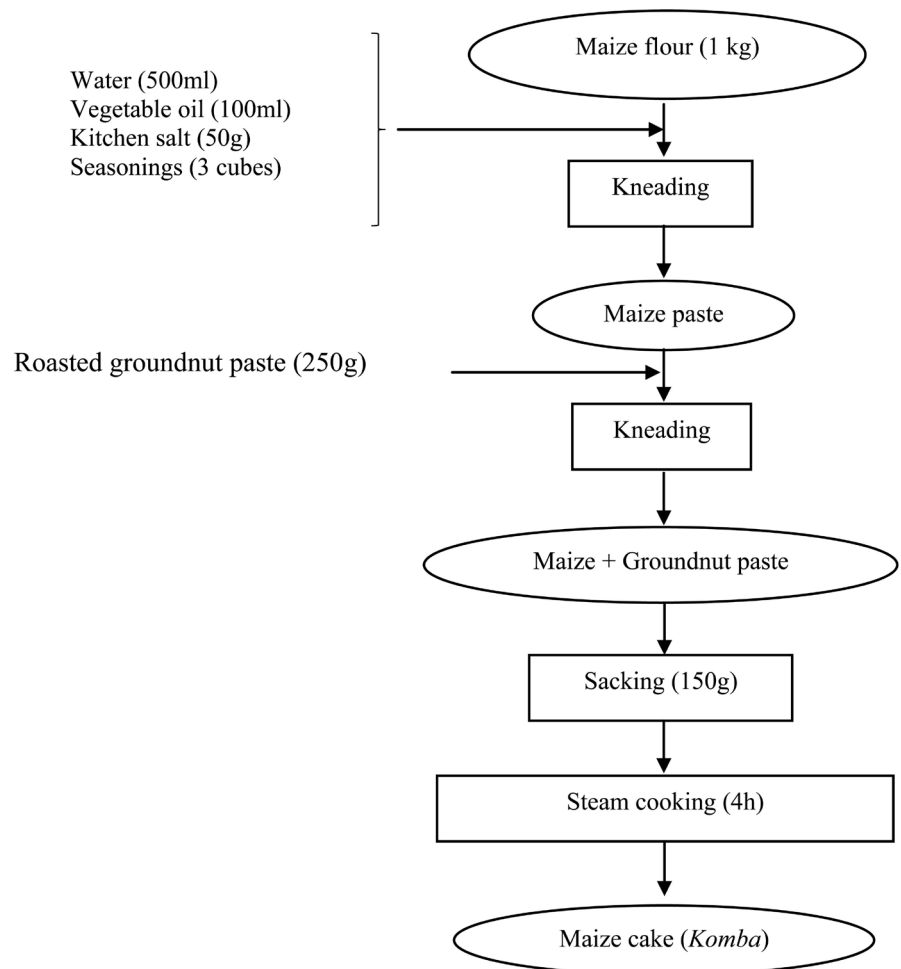 Maize flour (1 kg)
Water (500ml)
Vegetable oil (100ml)
Kitchen salt (50g)
Seasonings (3 cubes)
Kneading
Maize paste
Roasted groundnut paste (250g)
Kneading
Maize + Groundnut paste
Sacking (150g)
Steam cooking (4h)
Maize cake (Komba)